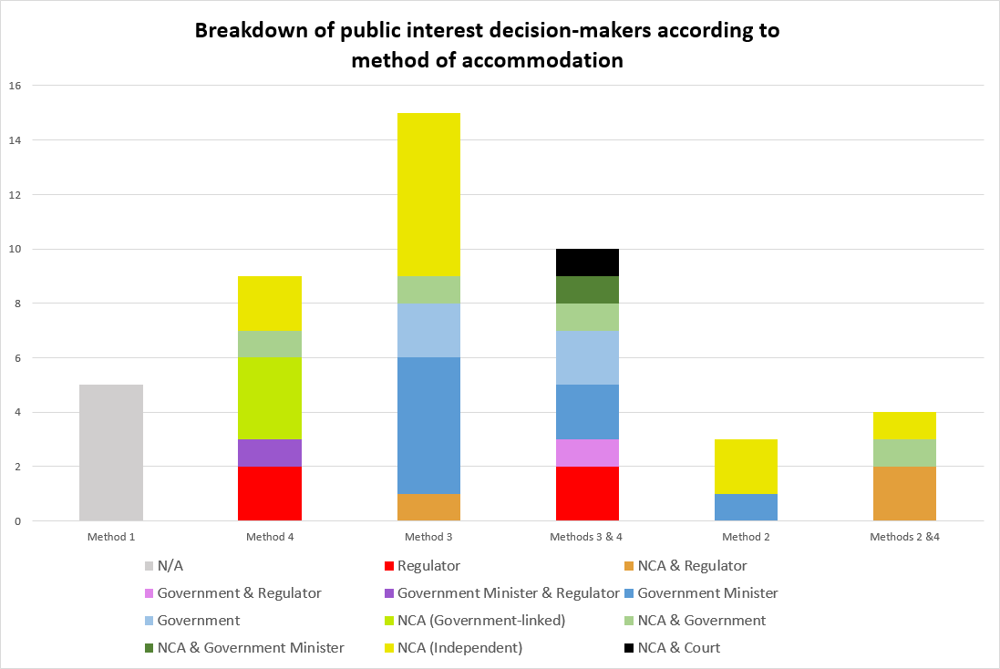 Breakdown of public interest decision-makers according to
method of accommodation
16
14
12
10
8
6
4
2
0
Method 1 Method 4 Method 3 Methods 3 & 4 Method 2 Methods 2 &4
N/A Regulator NCA & Regulator
Government & Regulator Government Minister & Regulator Government Minister
Government NCA (Government-linked) NCA & Government
NCA & Government Minister NCA (Independent) NCA & Court